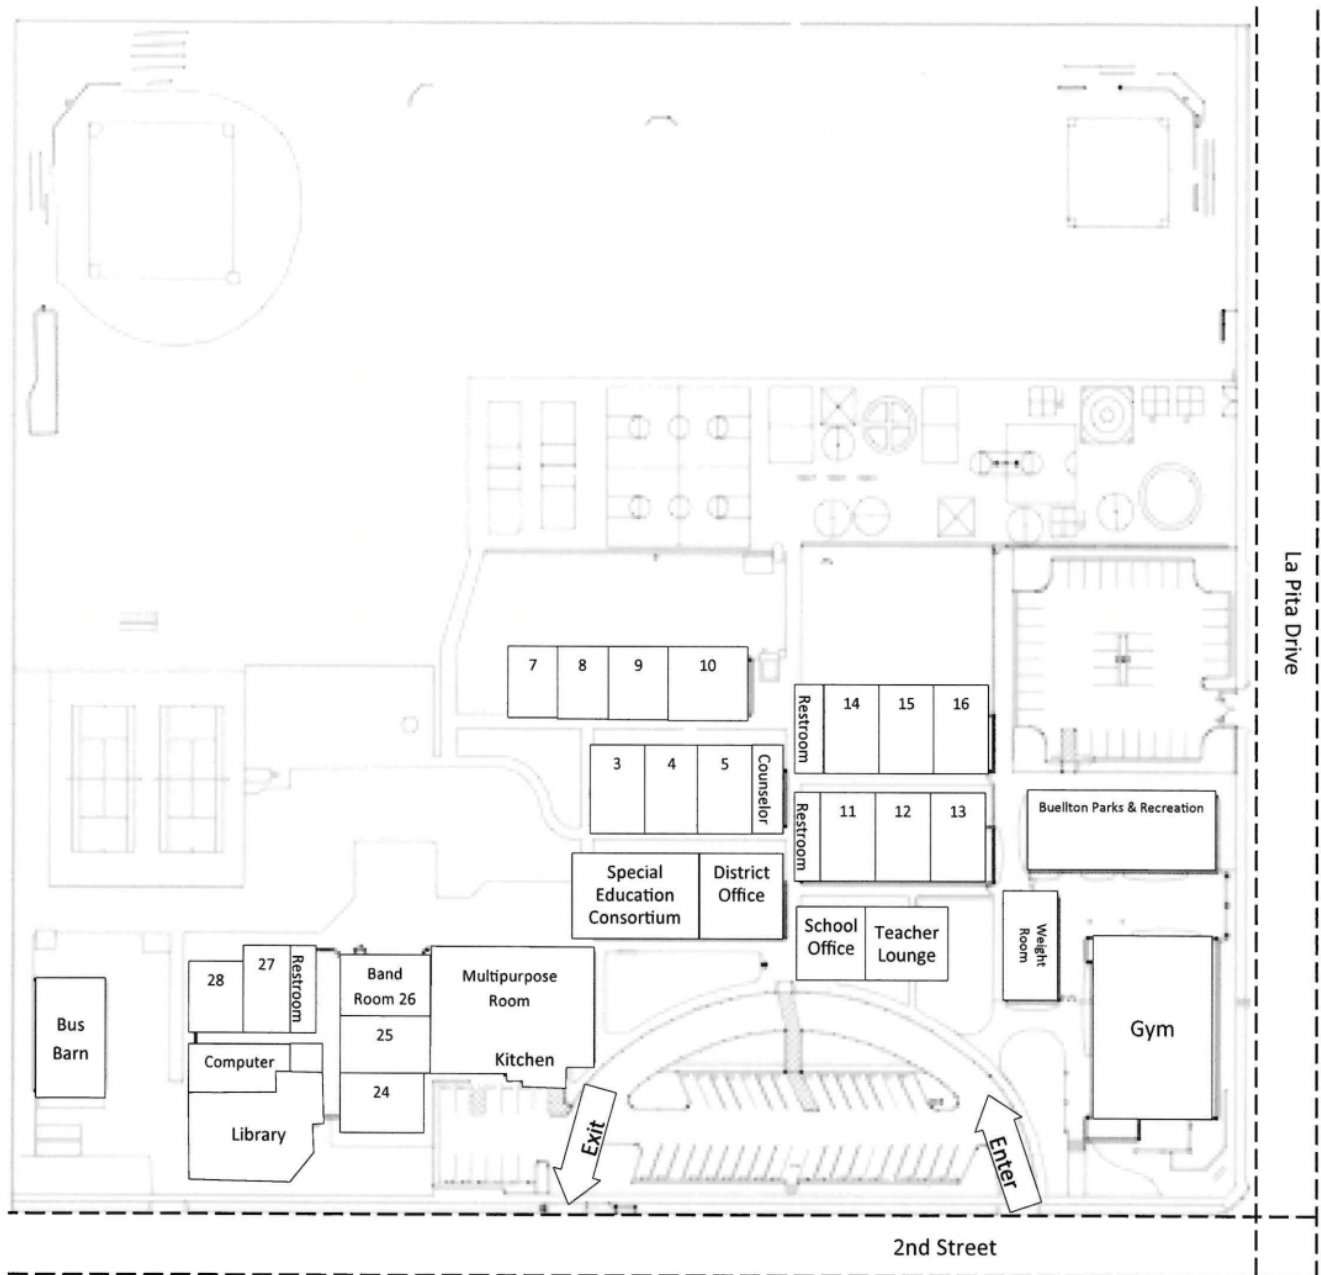 La Pita Drive
7
8
9
10
Restroom
14
15
16
3
4
5
Counselor
Restroom
11
12
13
Buellton Parks & Recreation
Special
Education
Consortium
District
Office
School
Office
Teacher
Lounge
Weight
Room
Gym
Bus
Barn
28
27
Restroom
Band
Room 26
25
24
Multipurpose
Room
Kitchen
Computer
Library
Exit
Enter
2nd Street